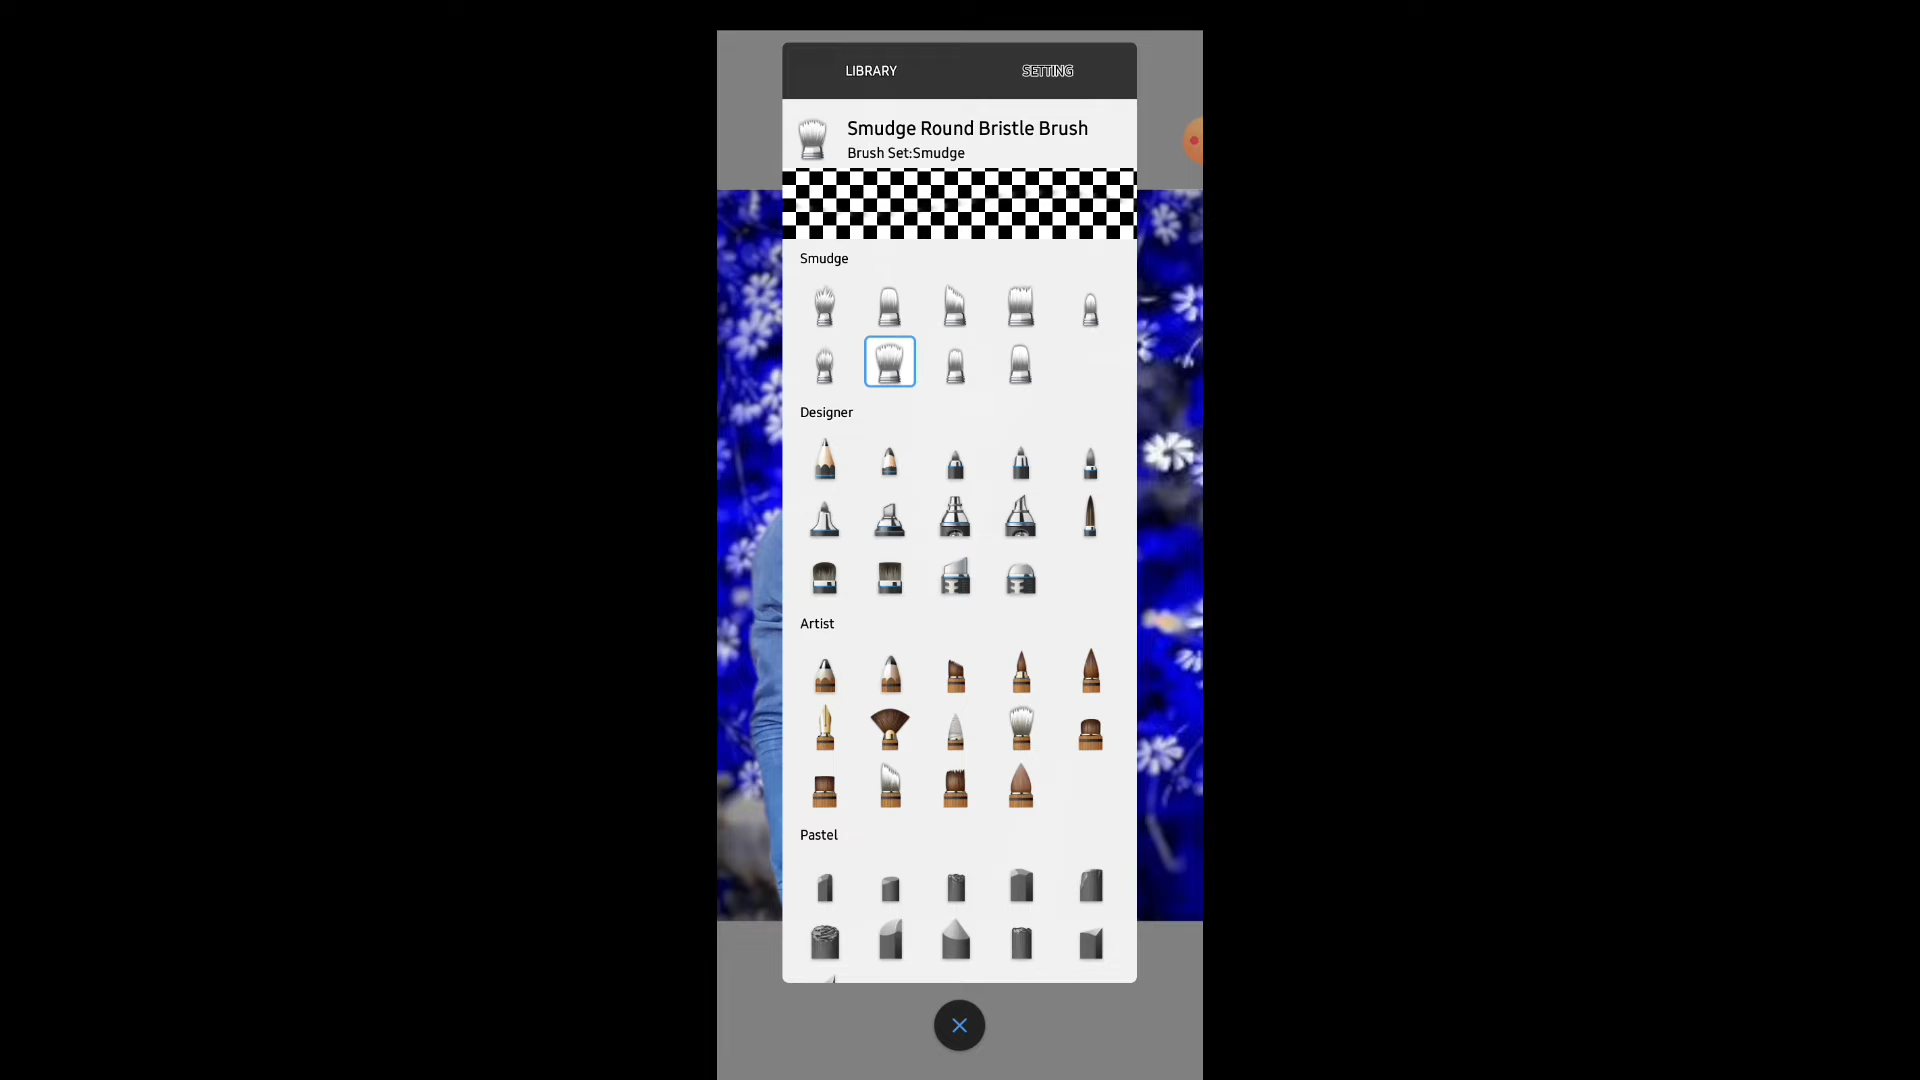 LIBRARY SETTING
Smudge Round Bristle Brush
Brush Set:Smudge
Smudge
Designer
Artist
Pastel